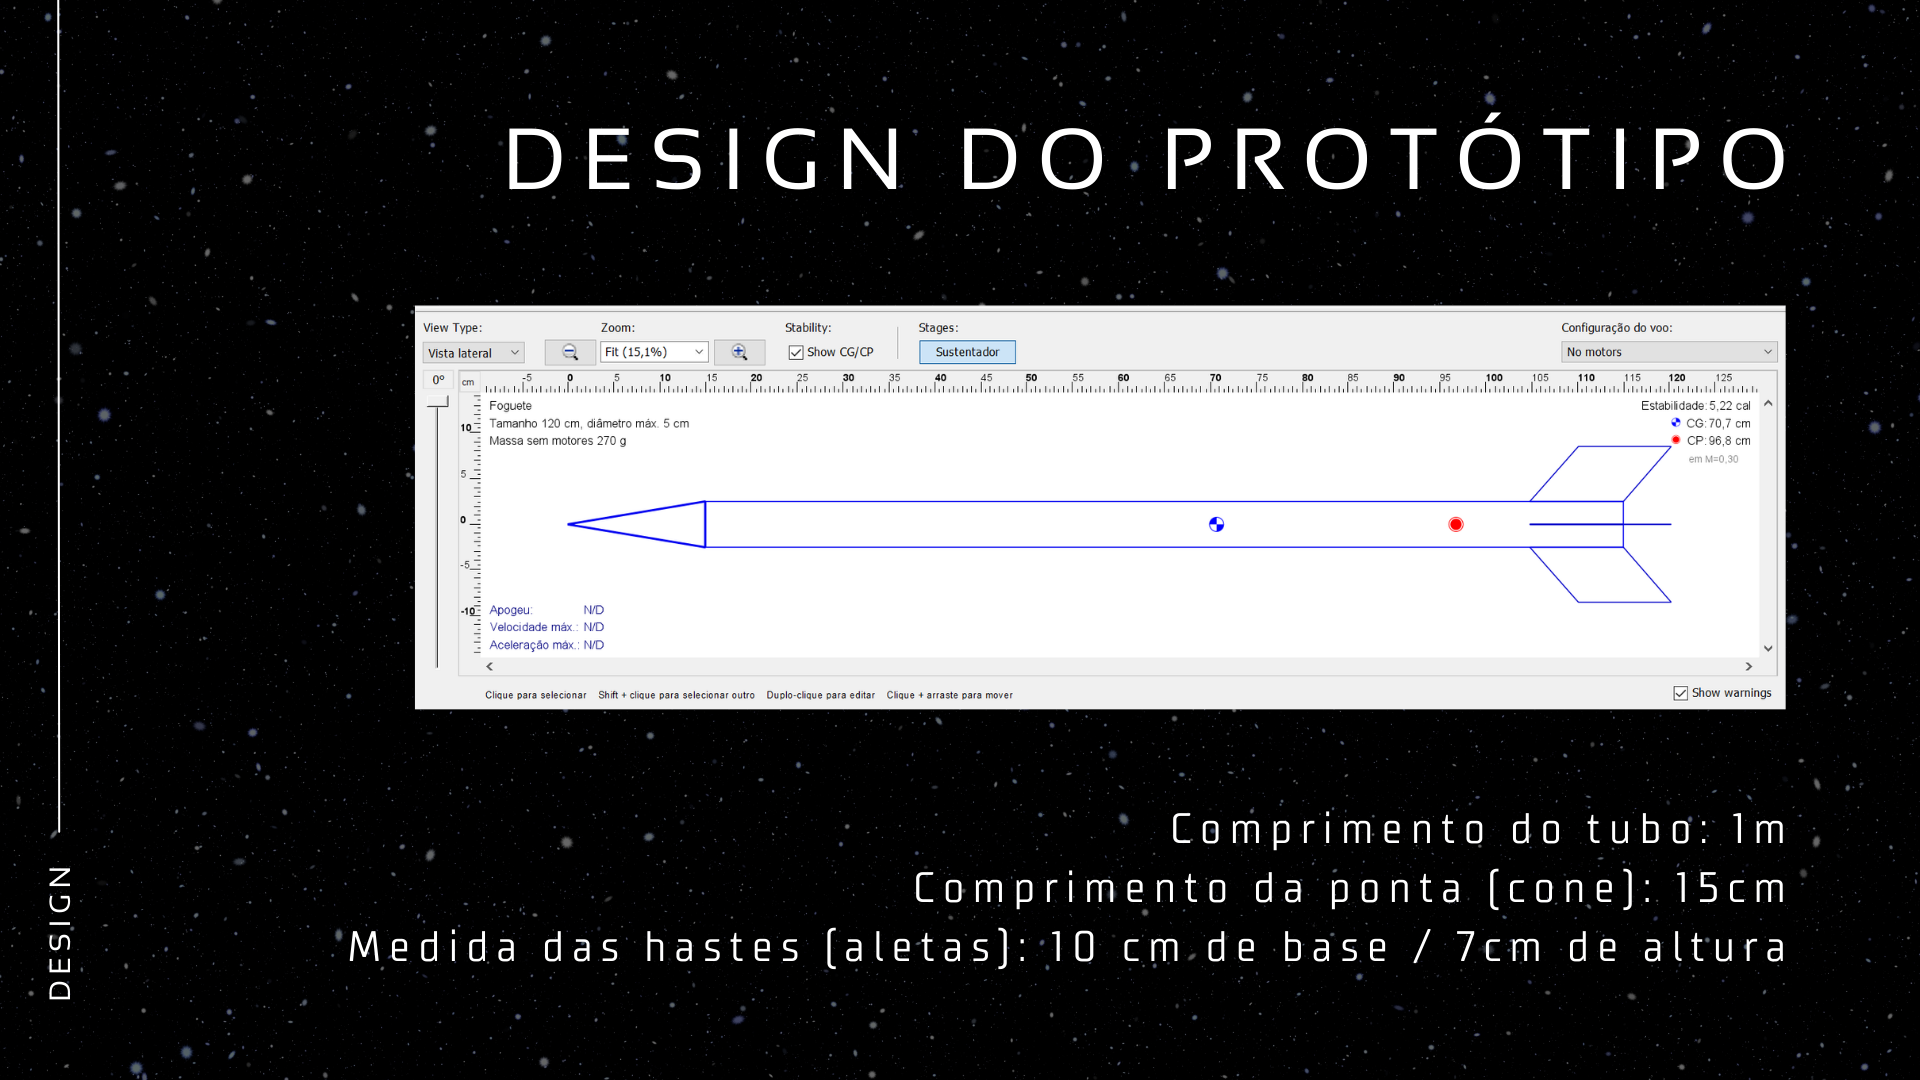 DESIGN DO PROTÓTIPO
View Type: Zoom: Stability: Stages: Configuração do voo:
Vista lateral Fit (15,1%) Show CG/CP Sustentador No motors
0° cm -5 0 5 10 15 20 25 30 35 40 45 50 55 60 65 70 75 80 85 90 95 100 105 110 115 120 125
Foguete
Tamanho 120 cm, diâmetro máx. 5 cm
Massa sem motores 270 g
Estabilidade: 5,22 cal
CG: 70,7 cm
CP: 96,8 cm
em M=0,30
10
5
0
-5
-10
Apogeu: N/D
Velocidade máx.: N/D
Aceleração máx.: N/D
Clique para selecionar Shift + clique para selecionar outro Duplo-clique para editar Clique + arraste para mover
Show warnings
Comprimento do tubo: 1m
Comprimento da ponta (cone): 15cm
Medida das hastes (aletas): 10 cm de base / 7cm de altura
DESIGN